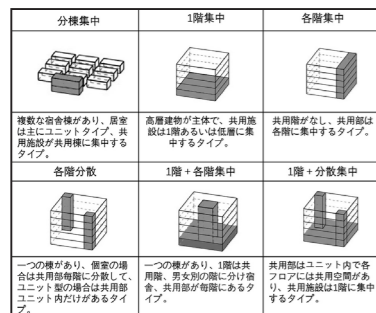 分棟集中
1階集中
各階集中
複数な宿舎棟があり、居室
は主にユニットタイプ、共
用施設が共用棟に集中する
タイプ。
高層建物が主体で、共用施
設は1階あるいは低層に集
中するタイプ。
共用階がなし、共用部は
各階に集中するタイプ。
各階分散
1階+各階集中
1階+分散集中
一つの棟があり、個室の場
合は共用部毎階に分散して、
ユニット型の場合は共用部
ユニット内だけがあるタイ
プ。
一つの棟があり、1階は共
用階、男女別の階に分け宿
舎、共用部が毎階にあるタ
イプ。
共用部はユニット内で各
フロアには共用空間があ
り、共用施設は1階に集中
するタイプ。